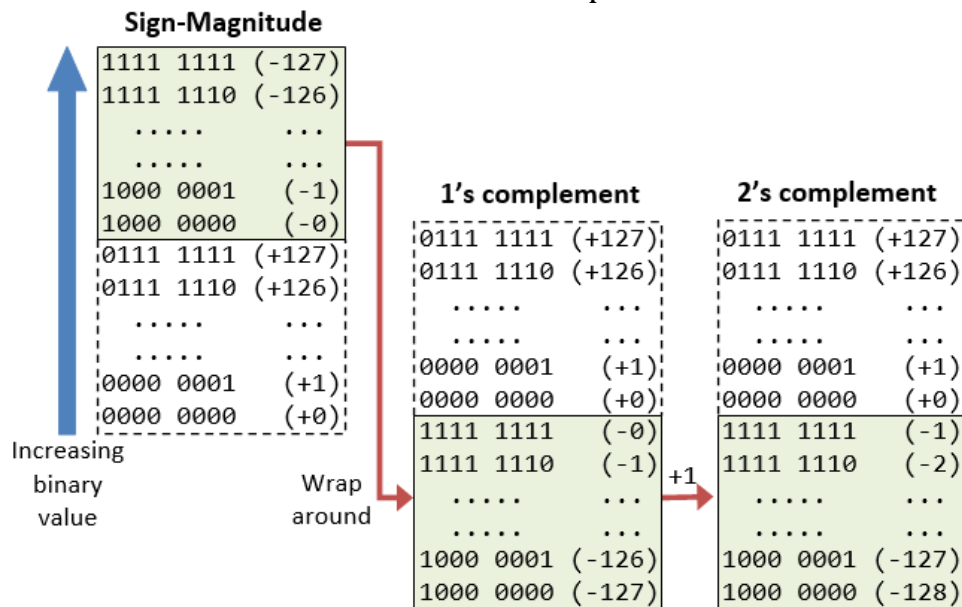 Sign-Magnitude
1111 1111 (-127)
1111 1110 (-126)
..... ...
..... ...
1000 0001 (-1)
1000 0000 (-0)
0111 1111 (+127)
0111 1110 (+126)
..... ...
..... ...
0000 0001 (+1)
0000 0000 (+0)
Increasing
binary
value
Wrap
around
1's complement
0111 1111 (+127)
0111 1110 (+126)
..... ...
..... ...
0000 0001 (+1)
0000 0000 (+0)
1111 1111 (-0)
1111 1110 (-1)
..... ...
..... ...
1000 0001 (-126)
1000 0000 (-127)
+1
2's complement
0111 1111 (+127)
0111 1110 (+126)
..... ...
..... ...
0000 0001 (+1)
0000 0000 (+0)
1111 1111 (-1)
1111 1110 (-2)
..... ...
..... ...
1000 0001 (-127)
1000 0000 (-128)